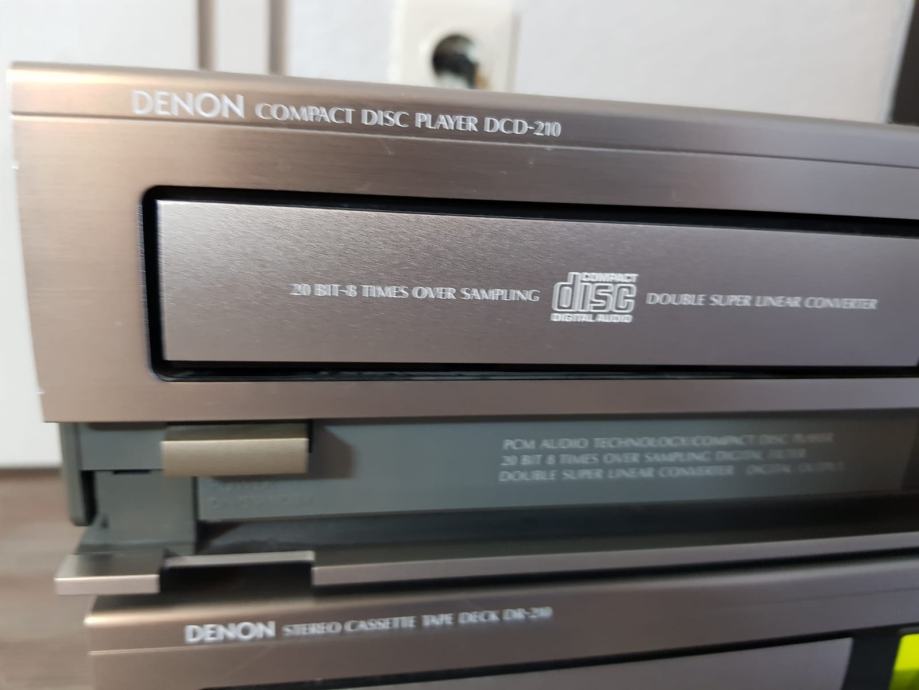 DENON COMPACT DISC PLAYER DCD-210
20 BIT-8 TIMES OVER SAMPLING
COMPACT
disc
DIGITAL AUDIO
DOUBLE SUPER LINEAR CONVERTER
PCM AUDIO TECHNOLOGY/COMPACT DISC PLAYER
20 BIT 8 TIMES OVER SAMPLING DIGITAL FILTER
DOUBLE SUPER LINEAR CONVERTER DIGITAL OUTPUT
DENON STEREO CASSETTE TAPE DECK DR-210